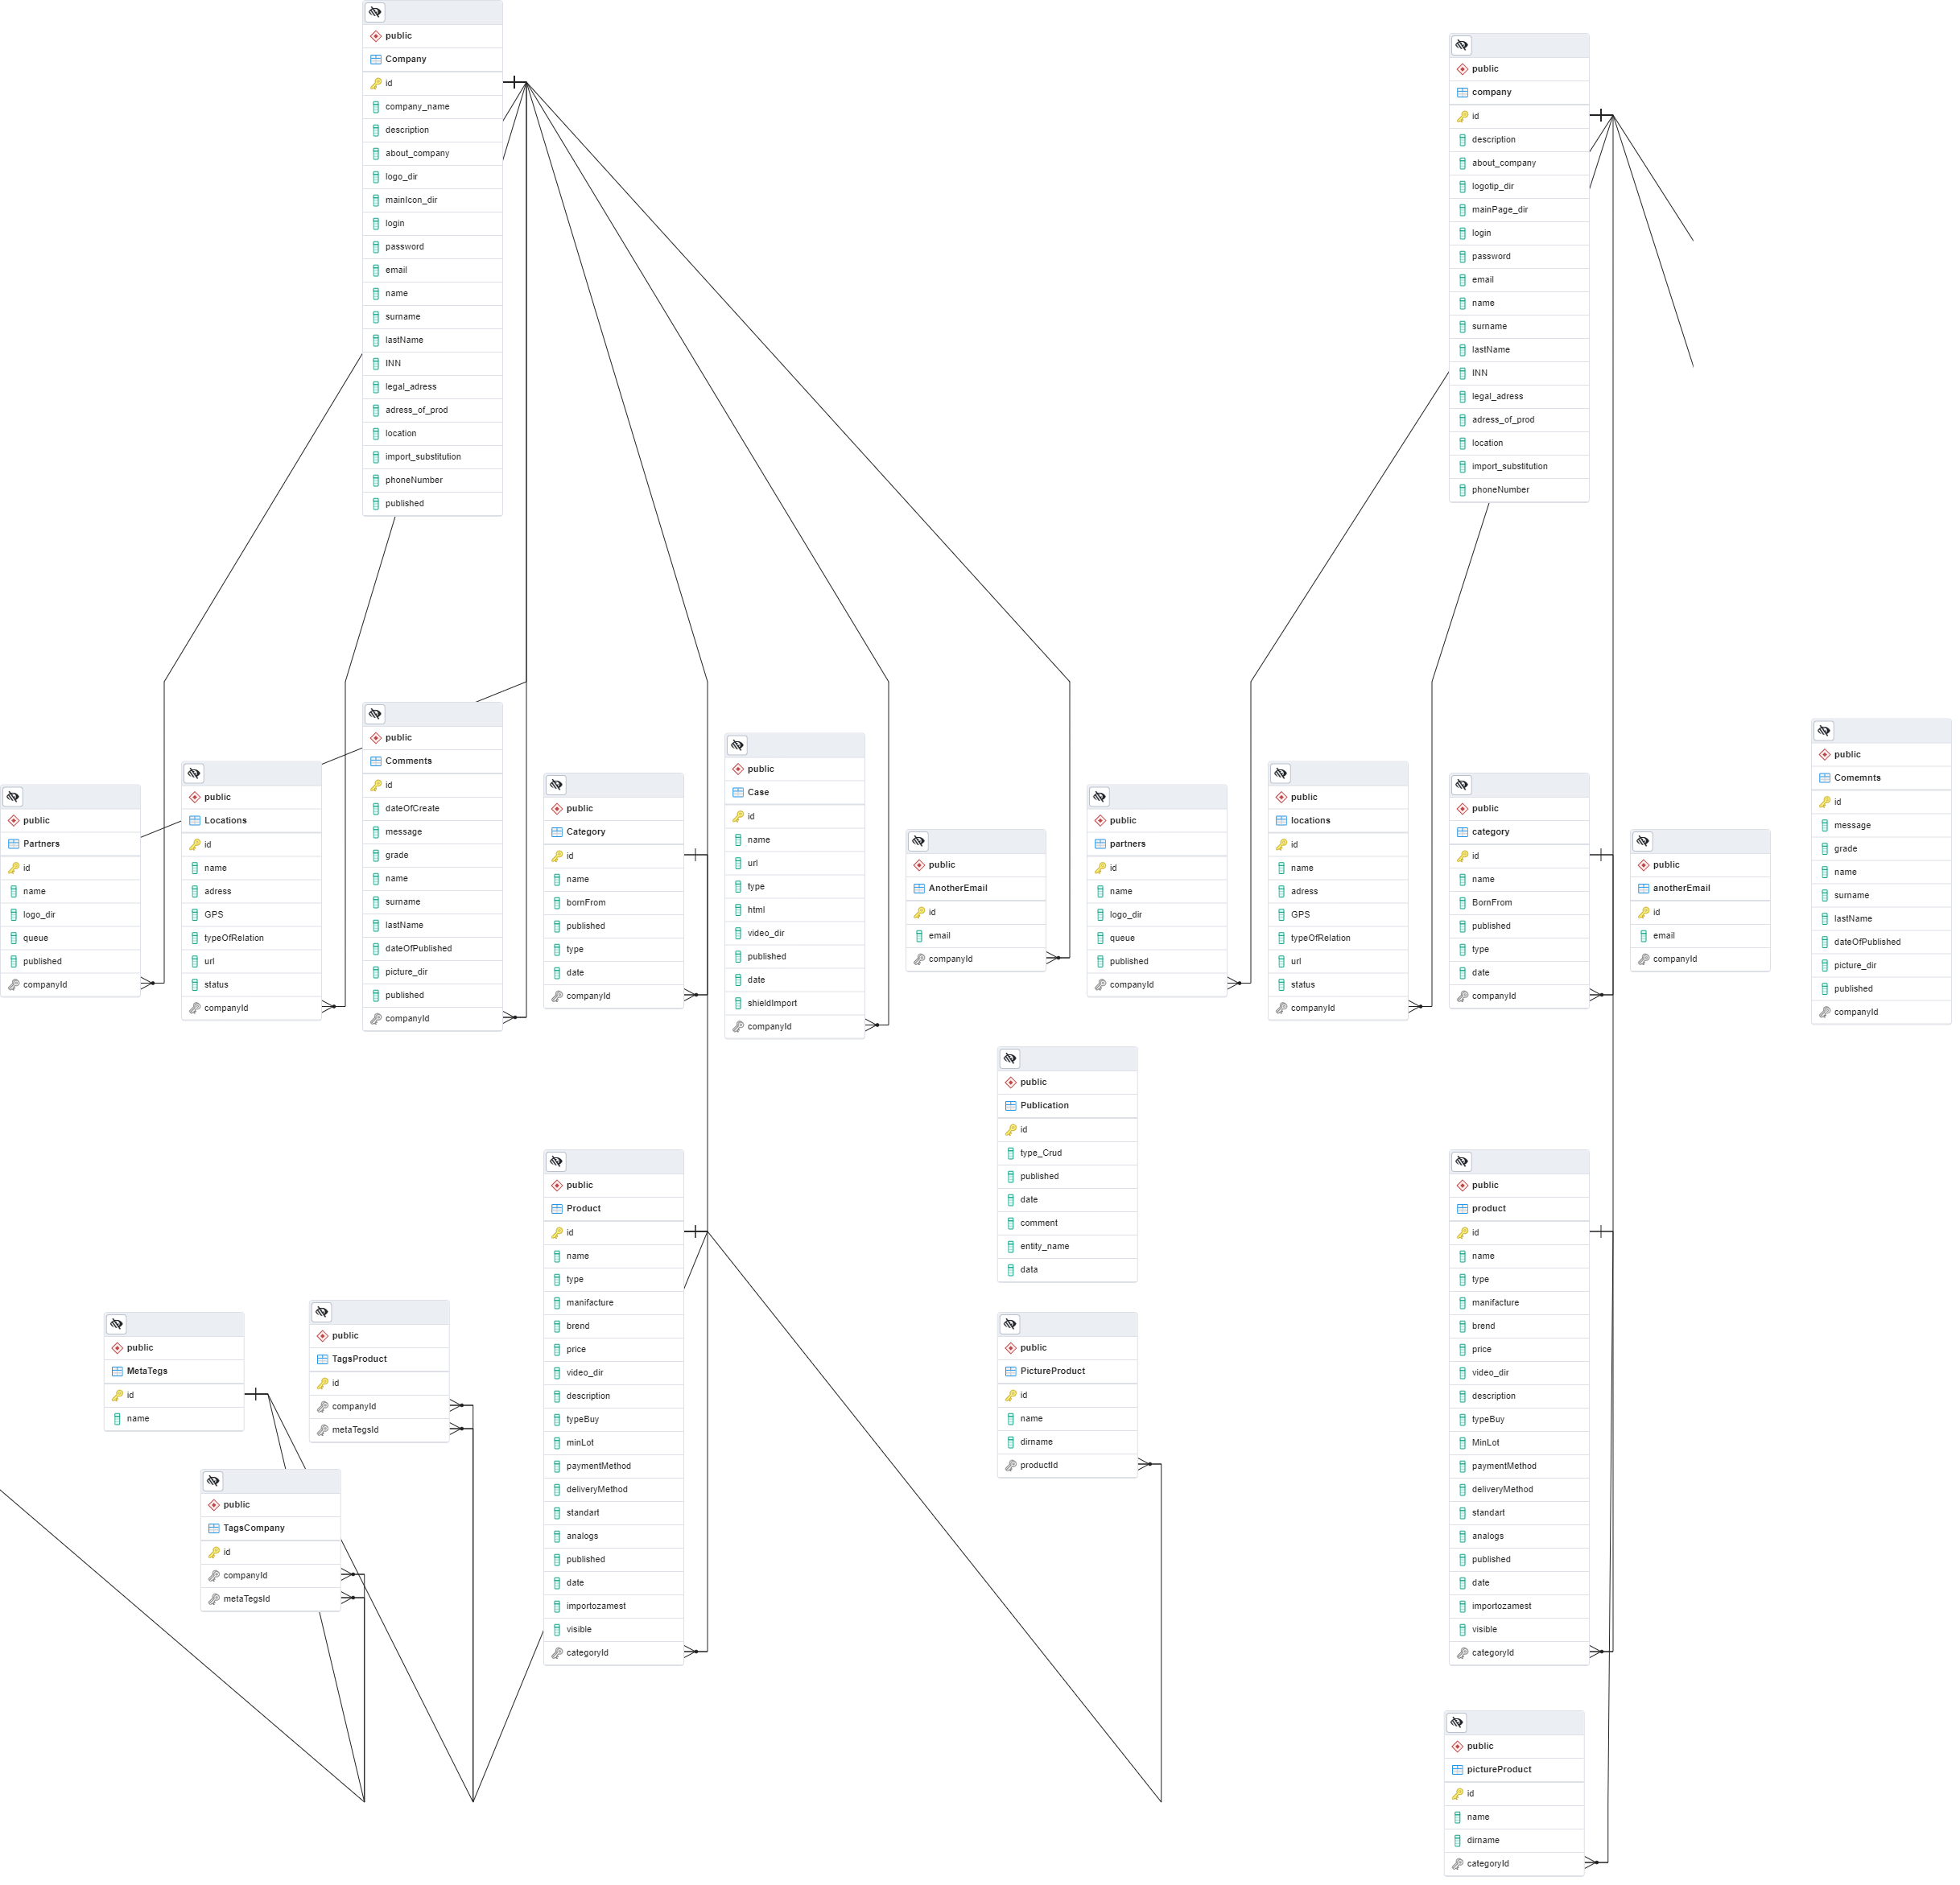 public
Company
id
company_name
description
about_company
logo_dir
mainIcon_dir
login
password
email
name
surname
lastName
INN
legal_adress
adress_of_prod
location
import_substitution
phoneNumber
published
public
company
id
description
about_company
logotip_dir
mainPage_dir
login
password
email
name
surname
lastName
INN
legal_adress
adress_of_prod
location
import_substitution
phoneNumber
public
Partners
id
name
logo_dir
queue
published
companyId
public
Locations
id
name
adress
GPS
typeOfRelation
url
status
companyId
public
Comments
id
dateOfCreate
message
grade
name
surname
lastName
dateOfPublished
picture_dir
published
companyId
public
Category
id
name
bornFrom
published
type
date
companyId
public
Case
id
name
url
type
html
video_dir
published
date
shieldImport
companyId
public
AnotherEmail
id
email
companyId
public
partners
id
name
logo_dir
queue
published
companyId
public
locations
id
name
adress
GPS
typeOfRelation
url
status
companyId
public
category
id
name
BornFrom
published
type
date
companyId
public
anotherEmail
id
email
companyId
public
Comemnts
id
message
grade
name
surname
lastName
dateOfPublished
picture_dir
published
companyId
public
Publication
id
type_Crud
published
date
comment
entity_name
data
public
MetaTegs
id
name
public
TagsProduct
id
companyId
metaTegsId
public
TagsCompany
id
companyId
metaTegsId
public
Product
id
name
type
manifacture
brend
price
video_dir
description
typeBuy
minLot
paymentMethod
deliveryMethod
standart
analogs
published
date
importozamest
visible
categoryId
public
PictureProduct
id
name
dirname
productId
public
product
id
name
type
manifacture
brend
price
video_dir
description
typeBuy
MinLot
paymentMethod
deliveryMethod
standart
analogs
published
date
importozamest
visible
categoryId
public
pictureProduct
id
name
dirname
categoryId